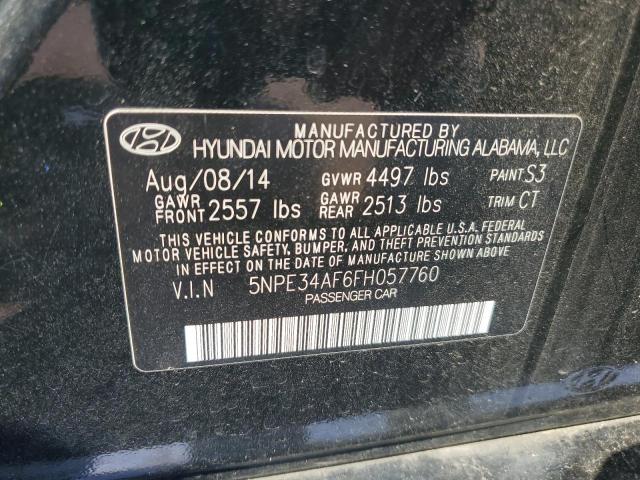 MANUFACTURED BY
HYUNDAI MOTOR MANUFACTURING ALABAMA, LLC
Aug/08/14 GVWR 4497 lbs PAINT S3
GAWR FRONT 2557 lbs GAWR REAR 2513 lbs TRIM CT
THIS VEHICLE CONFORMS TO ALL APPLICABLE U.S.A. FEDERAL
MOTOR VEHICLE SAFETY, BUMPER, AND THEFT PREVENTION STANDARDS
IN EFFECT ON THE DATE OF MANUFACTURE SHOWN ABOVE
V.I.N 5NPE34AF6FH057760
PASSENGER CAR